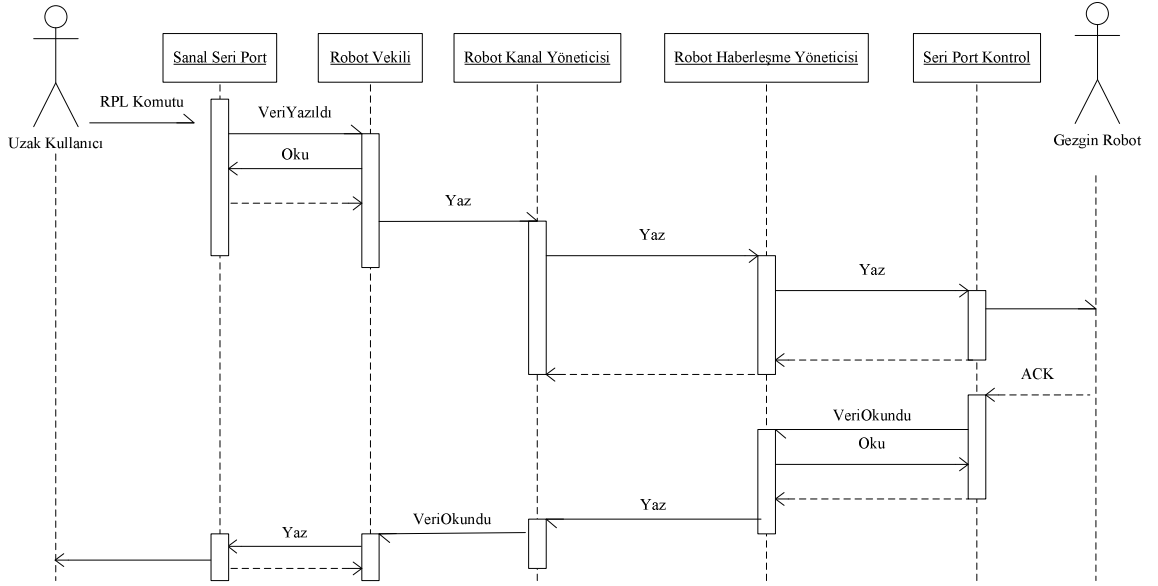 Sanal Seri Port
Robot Vekili
Robot Kanal Yöneticisi
Robot Haberleşme Yöneticisi
Seri Port Kontrol
RPL Komutu
VeriYazıldı
Uzak Kullanıcı
Gezgin Robot
Oku
Yaz
Yaz
Yaz
ACK
VeriOkundu
Oku
Yaz
VeriOkundu
Yaz